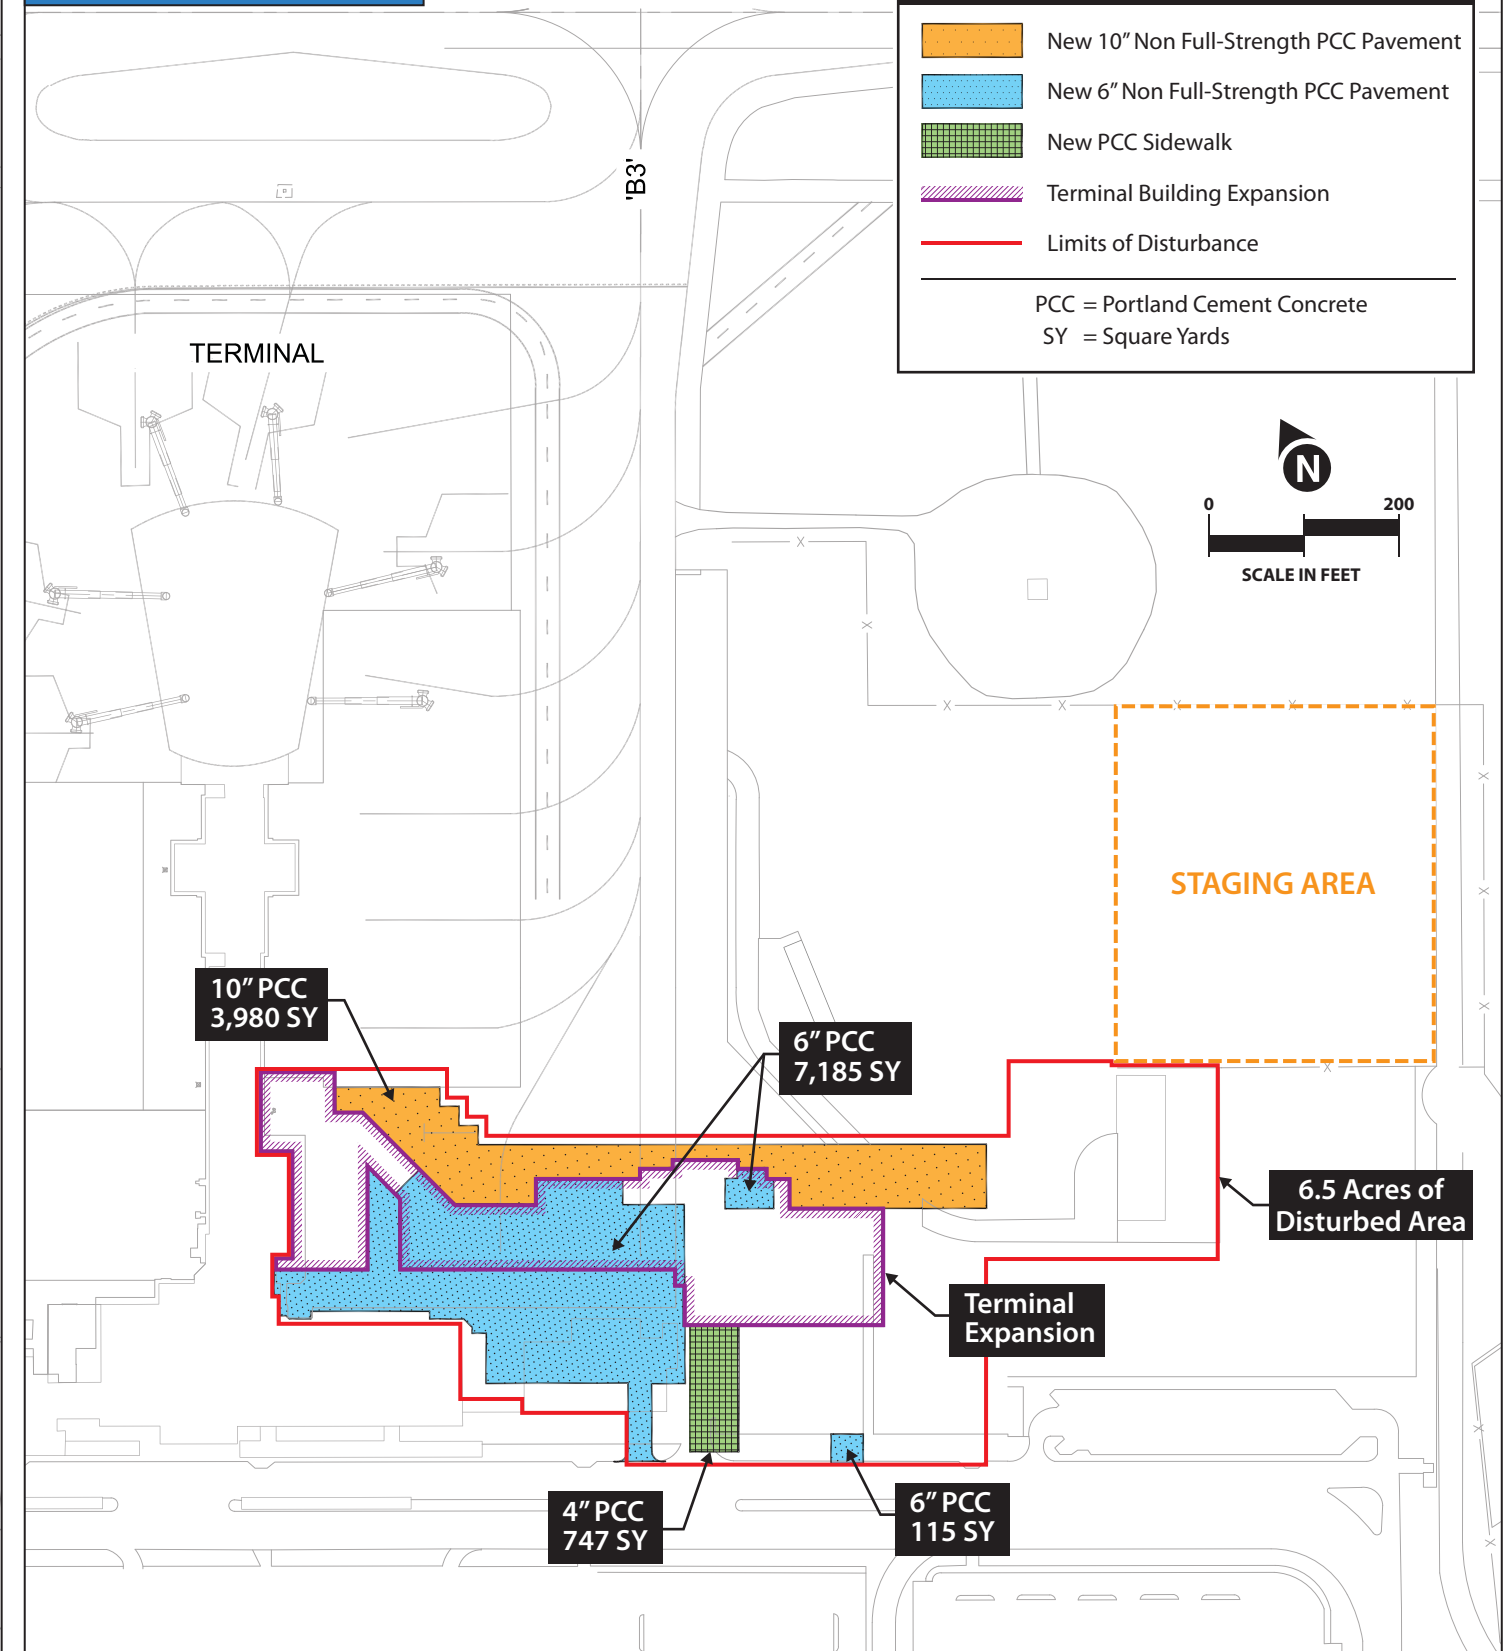 New 10” Non Full-Strength PCC Pavement
New 6” Non Full-Strength PCC Pavement
New PCC Sidewalk
Terminal Building Expansion
Limits of Disturbance
PCC = Portland Cement Concrete
SY = Square Yards
'B3'
TERMINAL
N
0 200
SCALE IN FEET
STAGING AREA
10” PCC
3,980 SY
6” PCC
7,185 SY
6.5 Acres of
Disturbed Area
Terminal
Expansion
4” PCC
747 SY
6” PCC
115 SY